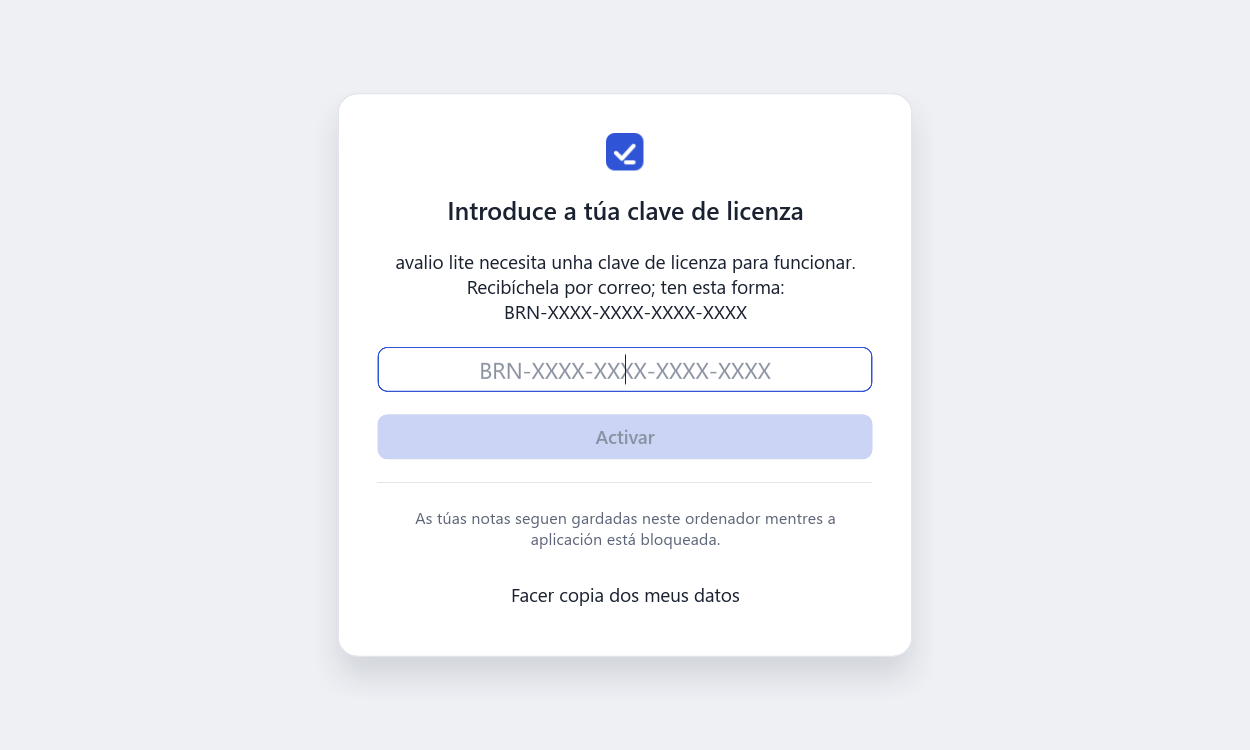 Introduce a túa clave de licenza
avalio lite necesita unha clave de licenza para funcionar.
Recibíchela por correo; ten esta forma:
BRN-XXXX-XXXX-XXXX-XXXX
BRN-XXXX-XXXX-XXXX-XXXX
Activar
As túas notas seguen gardadas neste ordenador mentres a
aplicación está bloqueada.
Facer copia dos meus datos